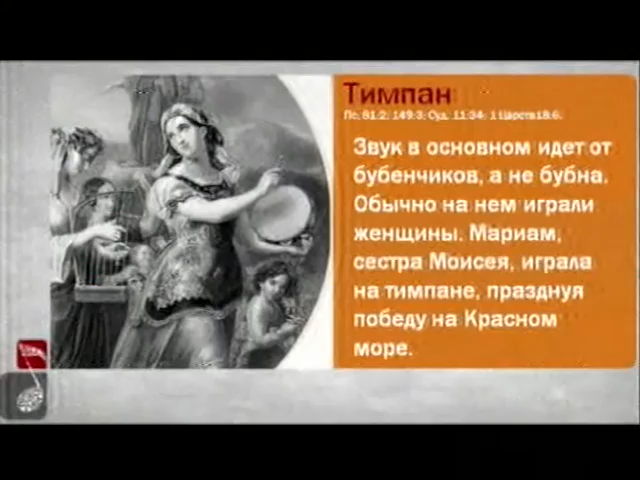 Тимпан
Пс. 81:2; 149:3; Суд. 11:34; 1 Царств18:6.
Звук в основном идет от
бубенчиков, а не бубна.
Обычно на нем играли
женщины. Мариам,
сестра Моисея, играла
на тимпане, празднуя
победу на Красном
море.